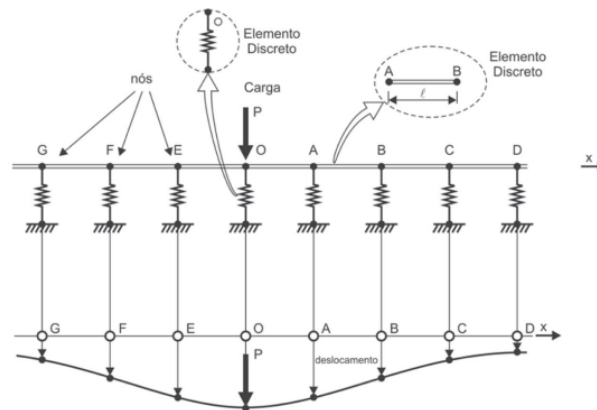 O
Elemento
Discreto
nós
Carga
P
Elemento
Discreto
A
B
ℓ
G
F
E
O
A
B
C
D
x
G
F
E
O
A
B
C
D
x
P
deslocamento